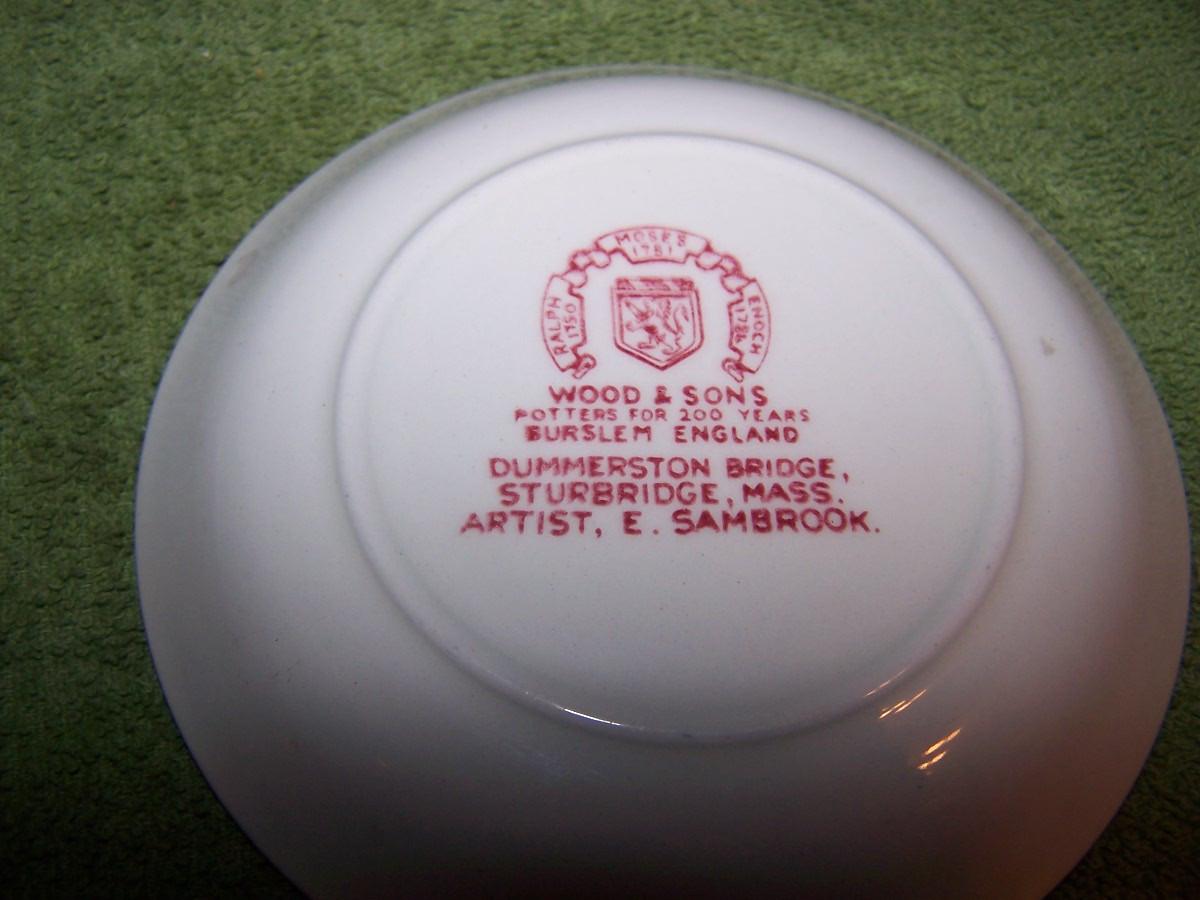 MOSES
1781
RALPH
1750
ENOCH
1784
WOOD & SONS
POTTERS FOR 200 YEARS
BURSLEM ENGLAND
DUMMERSTON BRIDGE,
STURBRIDGE, MASS.
ARTIST, E. SAMBROOK.